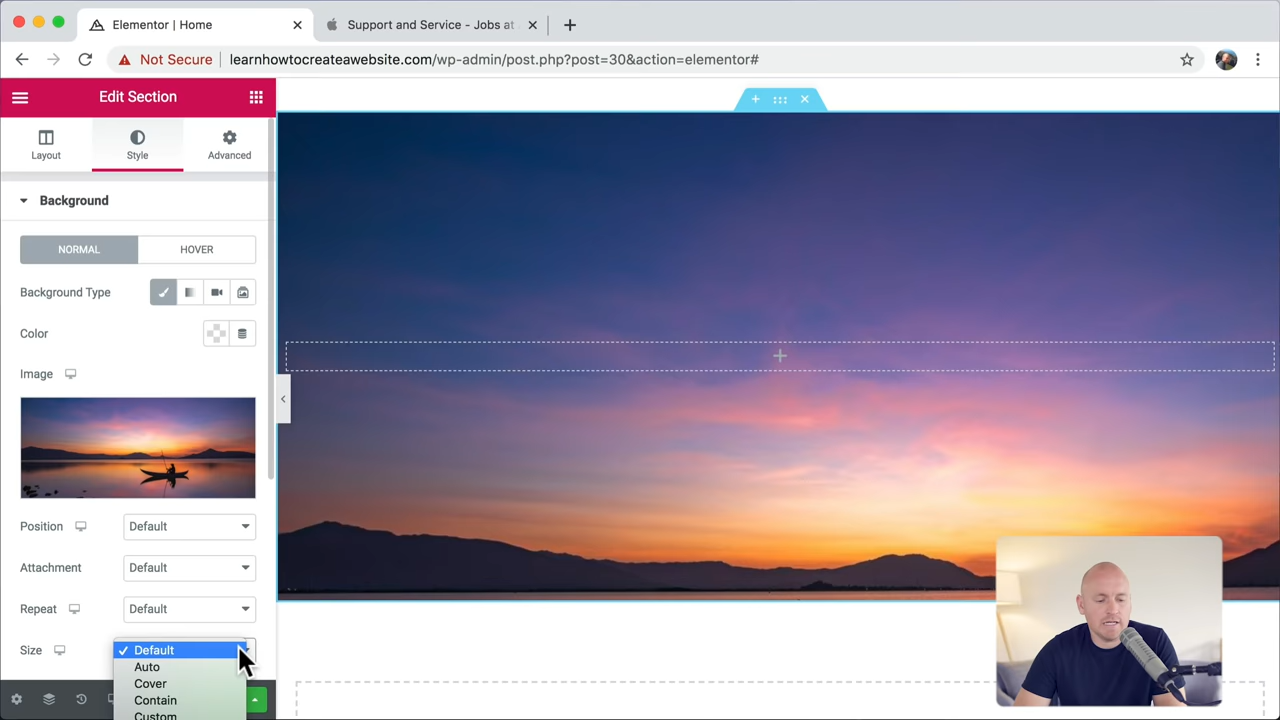 Elementor | Home
Support and Service - Jobs at
Not Secure learnhowtocreateawebsite.com/wp-admin/post.php?post=30&action=elementor#
Edit Section
Layout Style Advanced
Background
NORMAL HOVER
Background Type
Color
Image
Position Default
Attachment Default
Repeat Default
Size Default
Auto
Cover
Contain
Custom